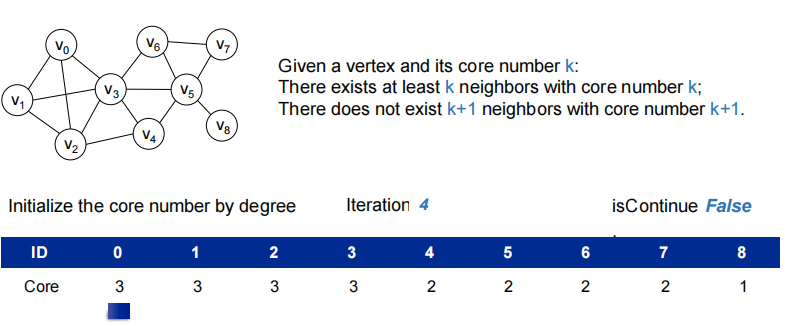 V0
V6
V7
V1
V3
V5
V2
V4
V8
Given a vertex and its core number k:
There exists at least k neighbors with core number k;
There does not exist k+1 neighbors with core number k+1.
Initialize the core number by degree Iteration 4 isContinue False
ID 0 1 2 3 4 5 6 7 8
Core 3 3 3 3 2 2 2 2 1